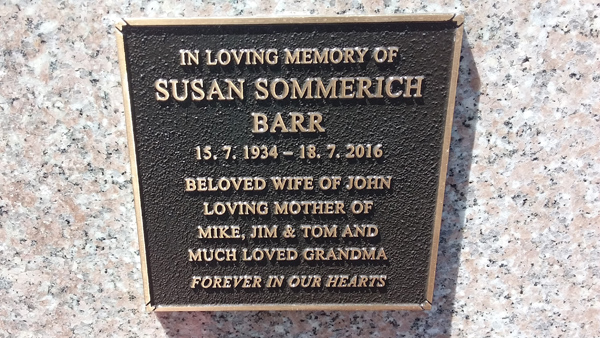 IN LOVING MEMORY OF
SUSAN SOMMERICH
BARR
15. 7. 1934 – 18. 7. 2016
BELOVED WIFE OF JOHN
LOVING MOTHER OF
MIKE, JIM & TOM AND
MUCH LOVED GRANDMA
FOREVER IN OUR HEARTS